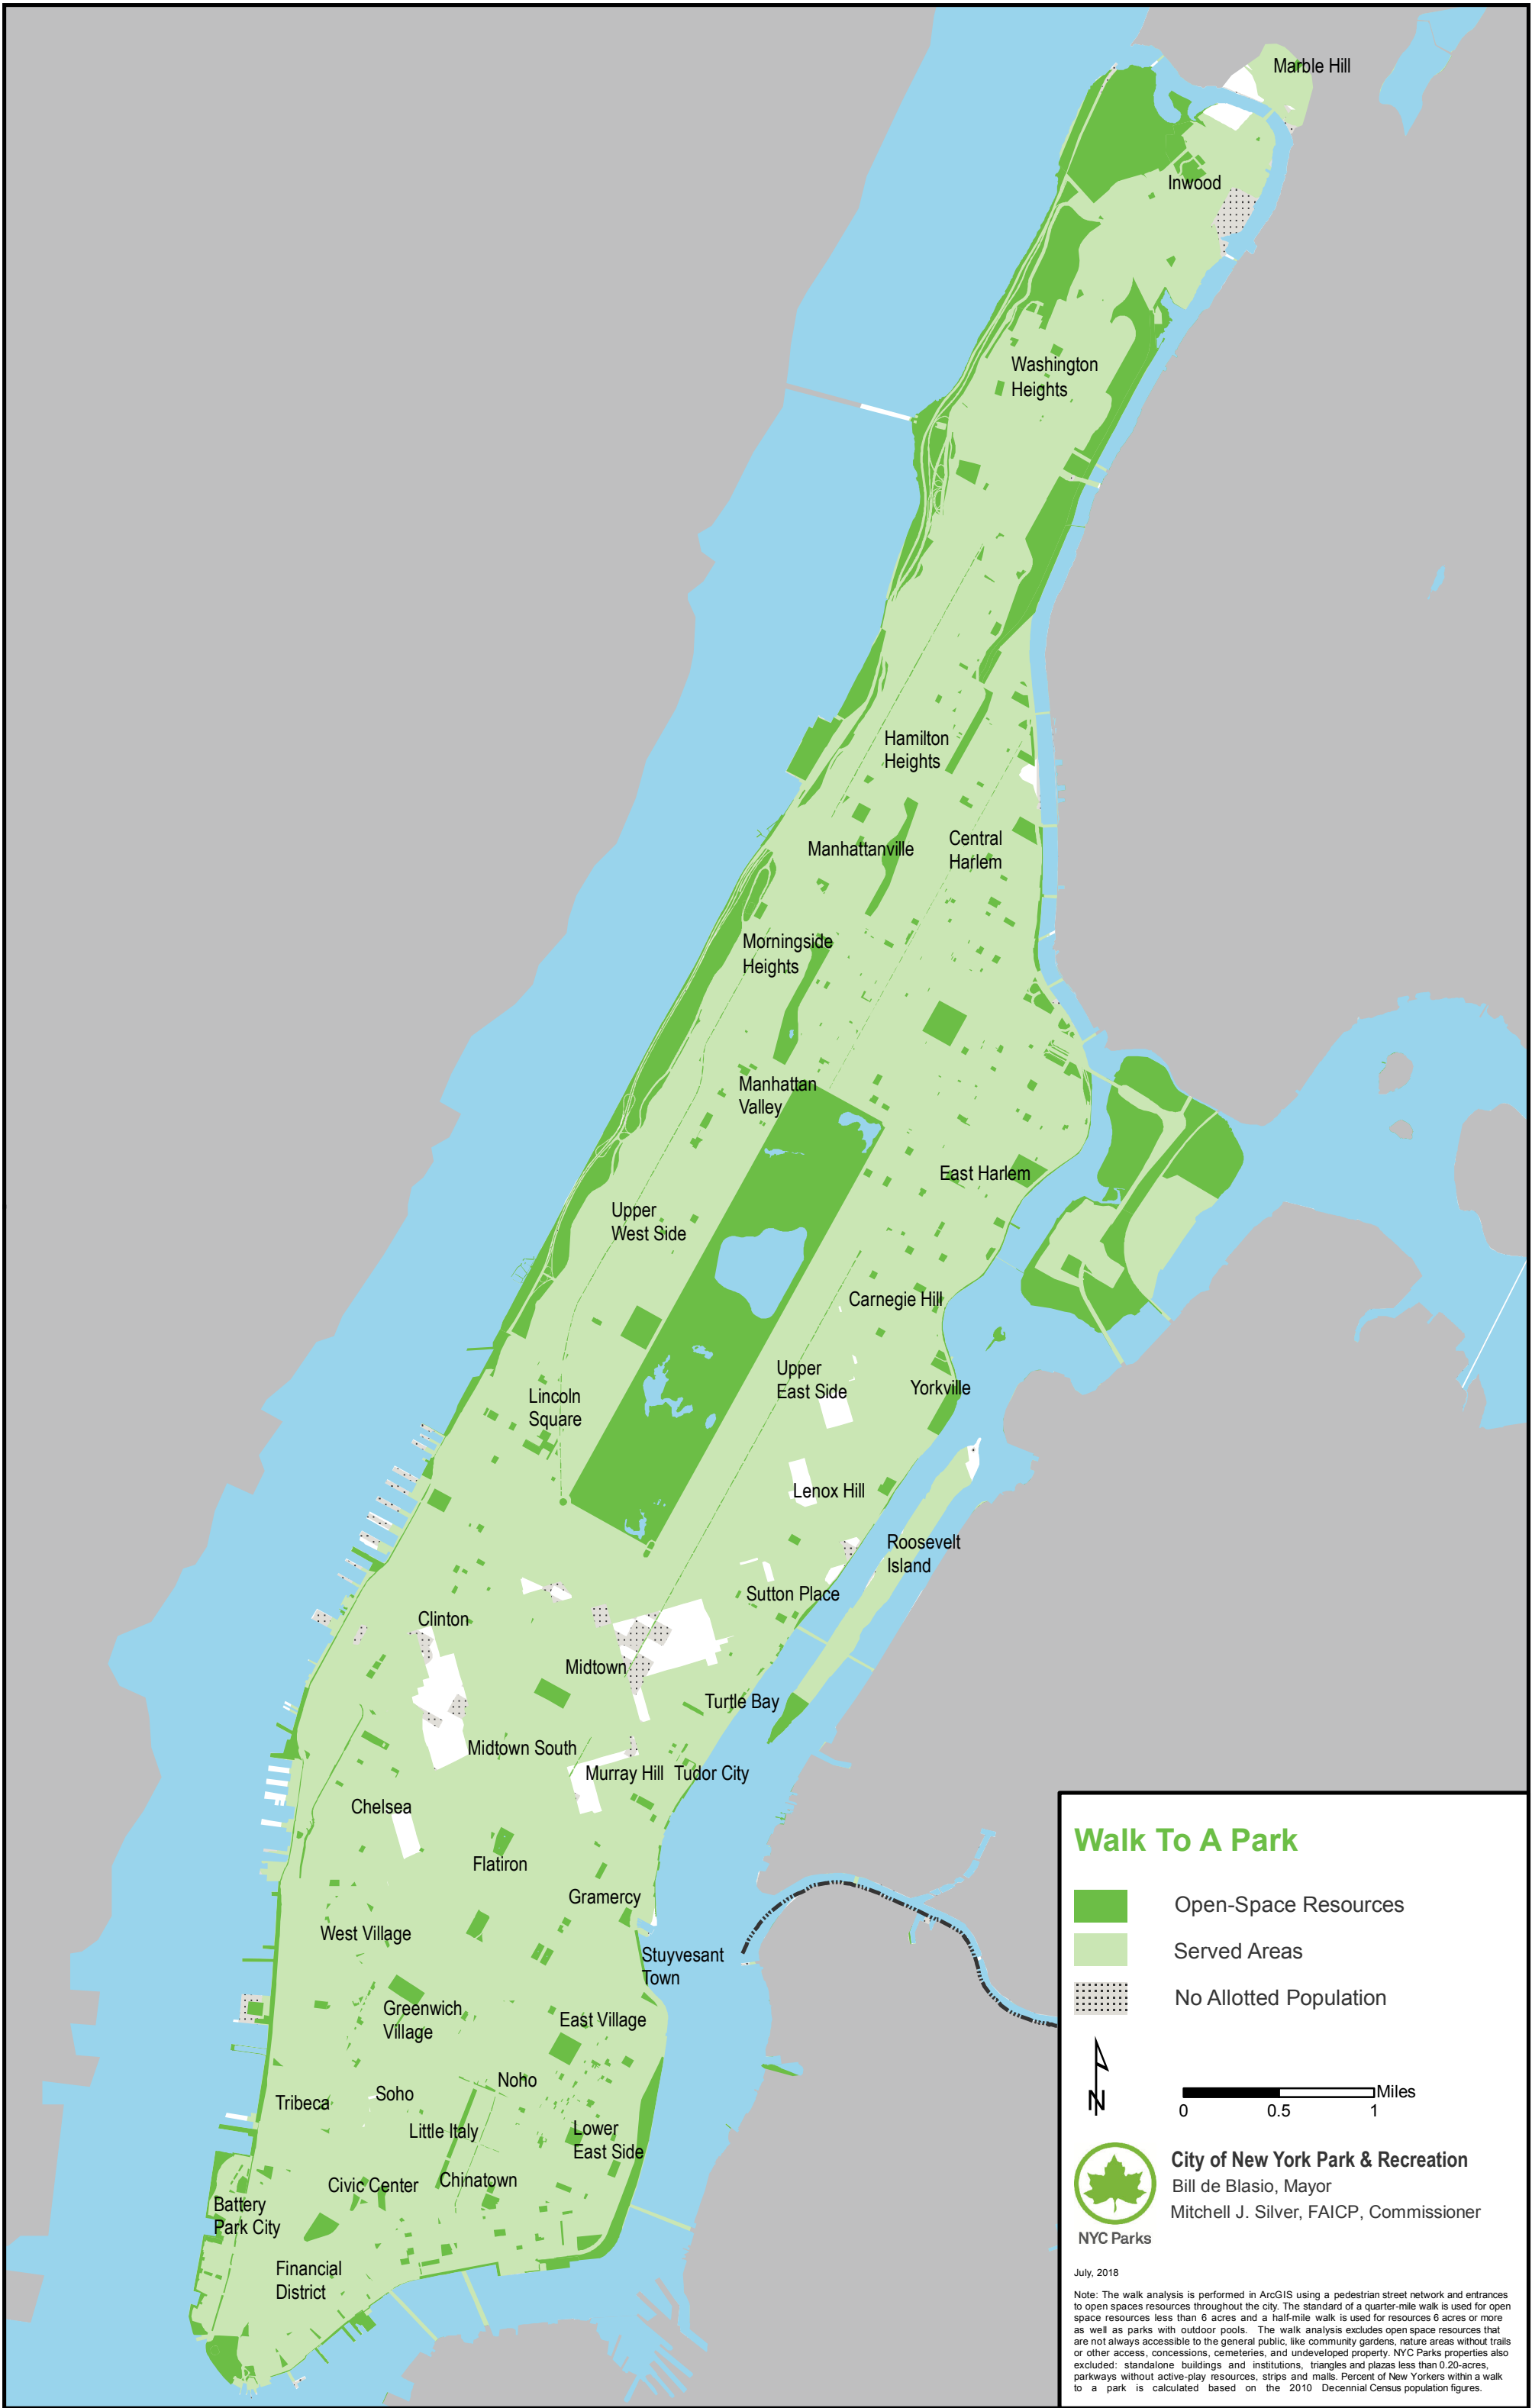 Marble Hill
Inwood
Washington
Heights
Hamilton
Heights
Manhattanville
Central
Harlem
Morningside
Heights
Manhattan
Valley
East Harlem
Upper
West Side
Carnegie Hill
Upper
East Side
Yorkville
Lincoln
Square
Lenox Hill
Roosevelt
Island
Sutton Place
Clinton
Midtown
Turtle Bay
Midtown South
Murray Hill
Tudor City
Chelsea
Flatiron
Gramercy
West Village
Stuyvesant
Town
Greenwich
Village
East Village
Noho
Soho
Tribeca
Little Italy
Lower
East Side
Civic Center
Chinatown
Battery
Park City
Financial
District
Walk To A Park
Open-Space Resources
Served Areas
No Allotted Population
N
Miles
0 0.5 1
City of New York Park & Recreation
Bill de Blasio, Mayor
Mitchell J. Silver, FAICP, Commissioner
NYC Parks
July, 2018
Note: The walk analysis is performed in ArcGIS using a pedestrian street network and entrances
to open spaces resources throughout the city. The standard of a quarter-mile walk is used for open
space resources less than 6 acres and a half-mile walk is used for resources 6 acres or more
as well as parks with outdoor pools. The walk analysis excludes open space resources that
are not always accessible to the general public, like community gardens, nature areas without trails
or other access, concessions, cemeteries, and undeveloped property. NYC Parks properties also
excluded: standalone buildings and institutions, triangles and plazas less than 0.20-acres,
parkways without active-play resources, strips and malls. Percent of New Yorkers within a walk
to a park is calculated based on the 2010 Decennial Census population figures.